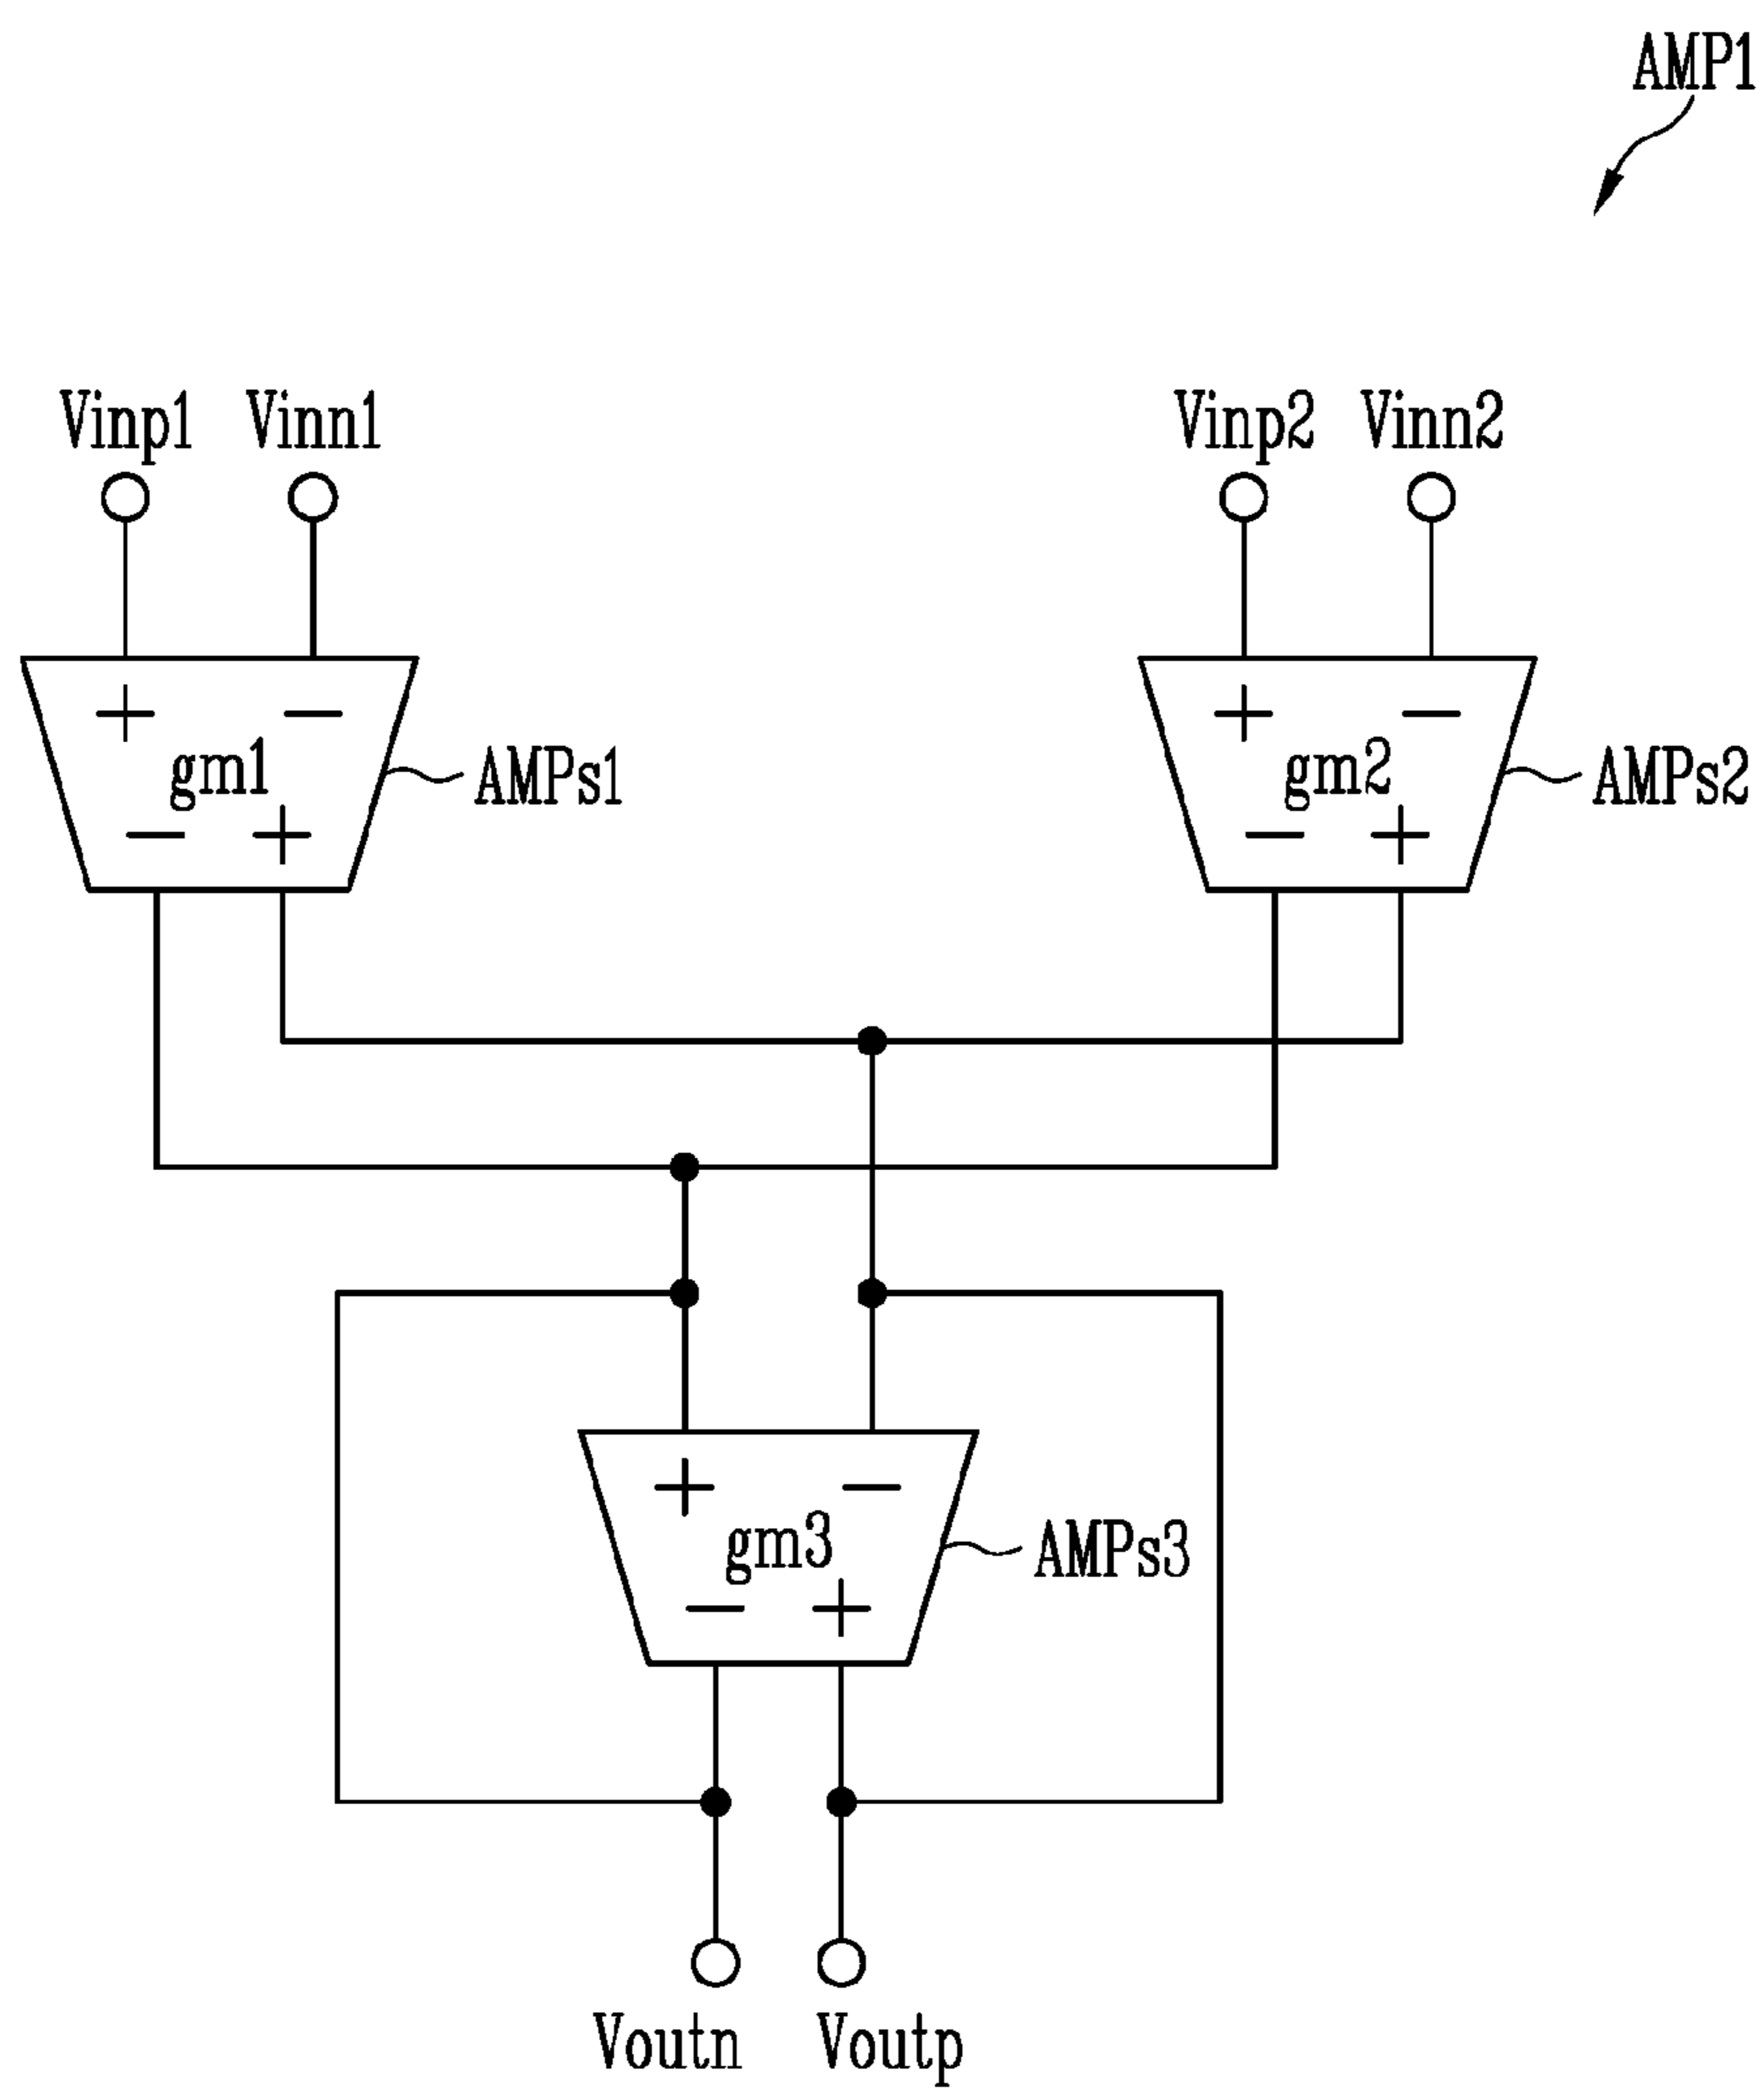 AMP1
Vinp1 Vinn1 Vinp2 Vinn2
+ − + −
gm1 AMPs1 gm2 AMPs2
− + − +
+ −
gm3 AMPs3
− +
Voutn Voutp